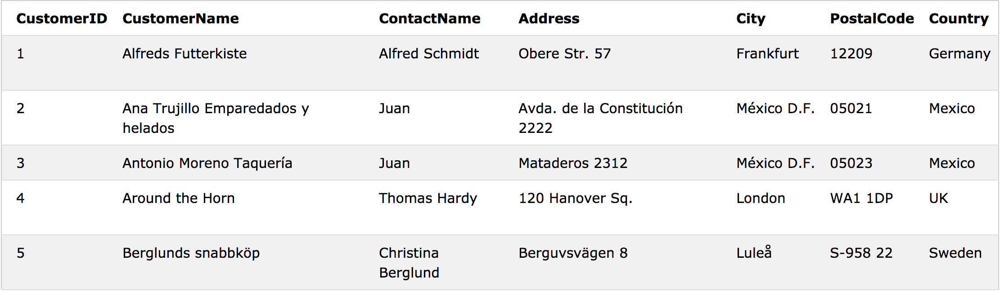 CustomerID CustomerName ContactName Address City PostalCode Country
1 Alfreds Futterkiste Alfred Schmidt Obere Str. 57 Frankfurt 12209 Germany
2 Ana Trujillo Emparedados y Juan Avda. de la Constitución México D.F. 05021 Mexico
helados 2222
3 Antonio Moreno Taquería Juan Mataderos 2312 México D.F. 05023 Mexico
4 Around the Horn Thomas Hardy 120 Hanover Sq. London WA1 1DP UK
5 Berglunds snabbköp Christina Berguvsvägen 8 Luleå S-958 22 Sweden
Berglund